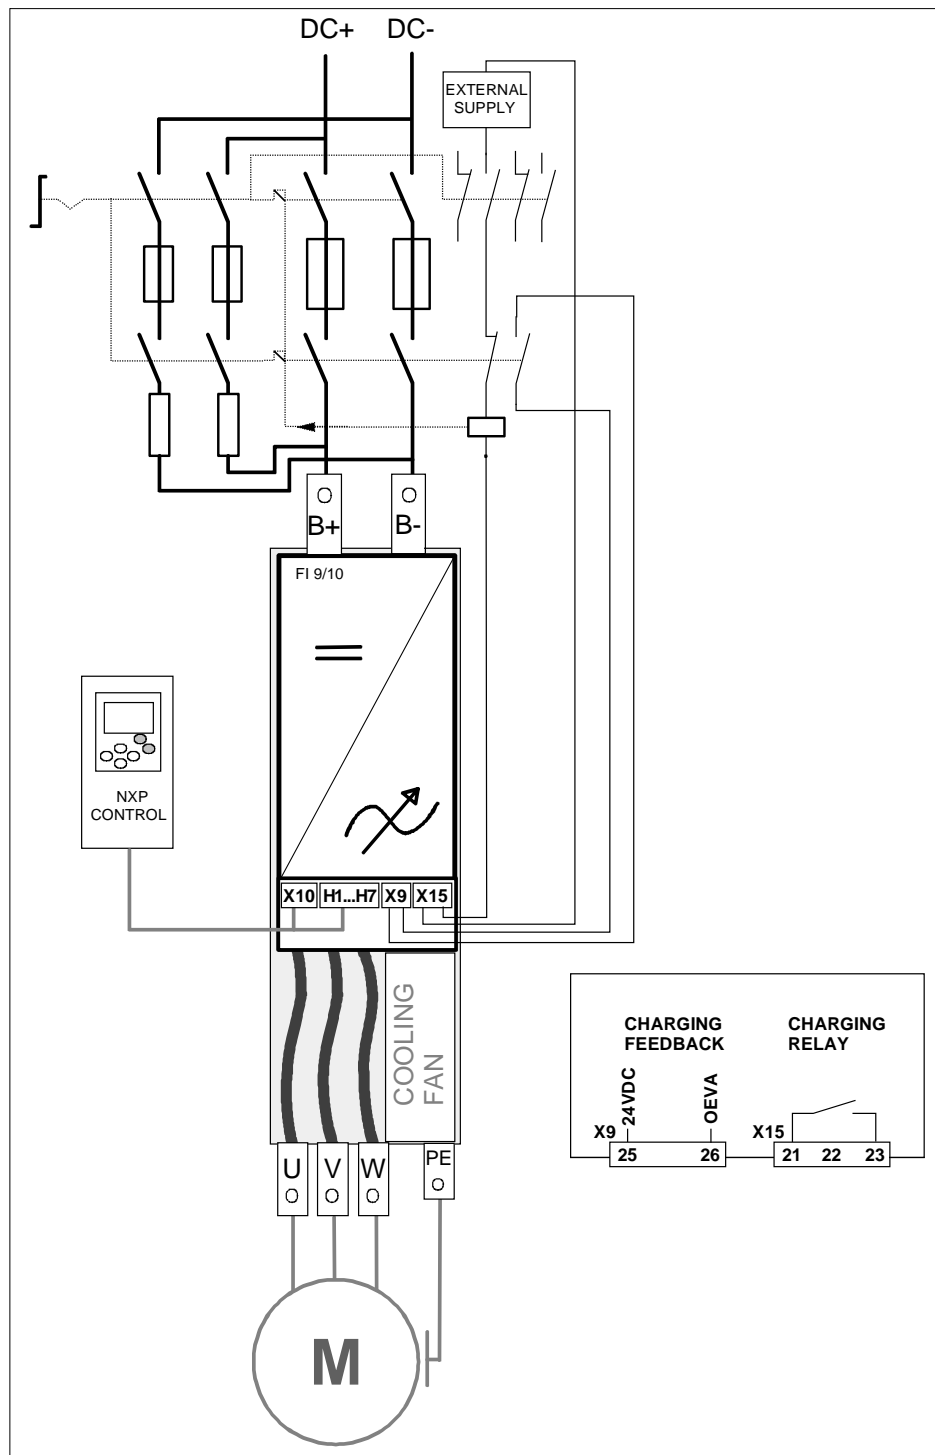 DC+ DC-
EXTERNAL
SUPPLY
B+ B-
FI 9/10
NXP
CONTROL
X10 H1...H7 X9 X15
COOLING
FAN
CHARGING
FEEDBACK
CHARGING
RELAY
24VDC
OEVA
X9
25 26
X15
21 22 23
U V W PE
M